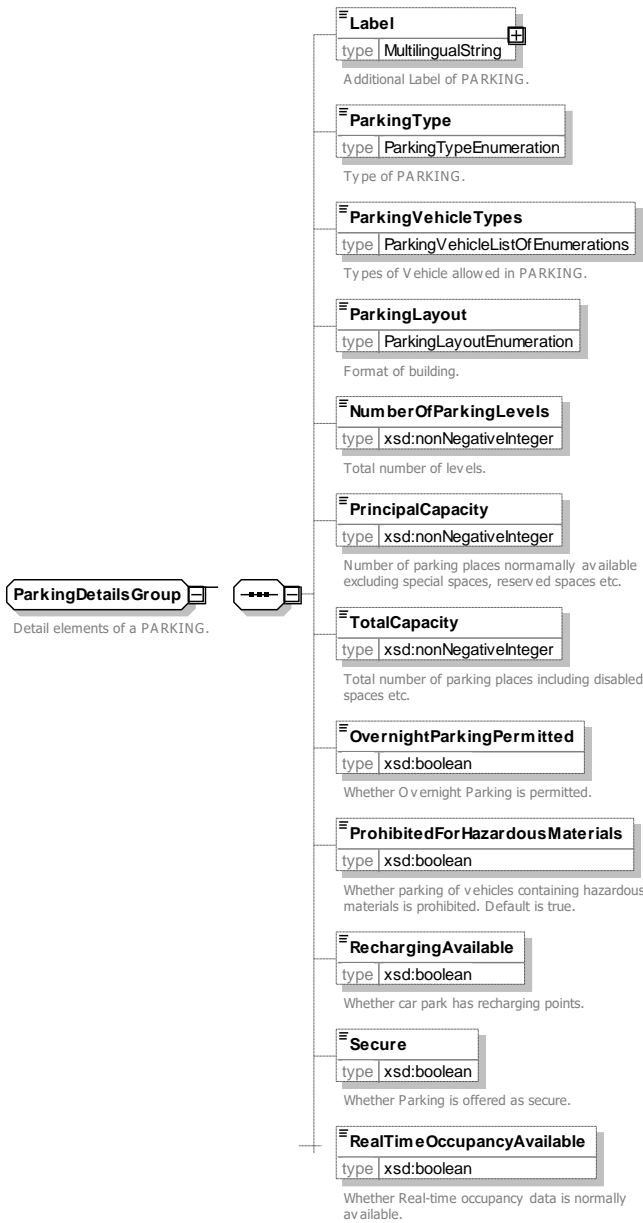 Label
type MultilingualString
Additional Label of PARKING.
ParkingType
type ParkingTypeEnumeration
Type of PARKING.
ParkingVehicleTypes
type ParkingVehicleListOfEnumerations
Types of Vehicle allowed in PARKING.
ParkingLayout
type ParkingLayoutEnumeration
Format of building.
NumberOfParkingLevels
type xsd:nonNegativeInteger
Total number of levels.
PrincipalCapacity
type xsd:nonNegativeInteger
Number of parking places normamally available
excluding special spaces, reserved spaces etc.
ParkingDetailsGroup
Detail elements of a PARKING.
TotalCapacity
type xsd:nonNegativeInteger
Total number of parking places including disabled
spaces etc.
OvernightParkingPermitted
type xsd:boolean
Whether Overnight Parking is permitted.
ProhibitedForHazardousMaterials
type xsd:boolean
Whether parking of vehicles containing hazardous
materials is prohibited. Default is true.
RechargingAvailable
type xsd:boolean
Whether car park has recharging points.
Secure
type xsd:boolean
Whether Parking is offered as secure.
RealTimeOccupancyAvailable
type xsd:boolean
Whether Real-time occupancy data is normally
available.